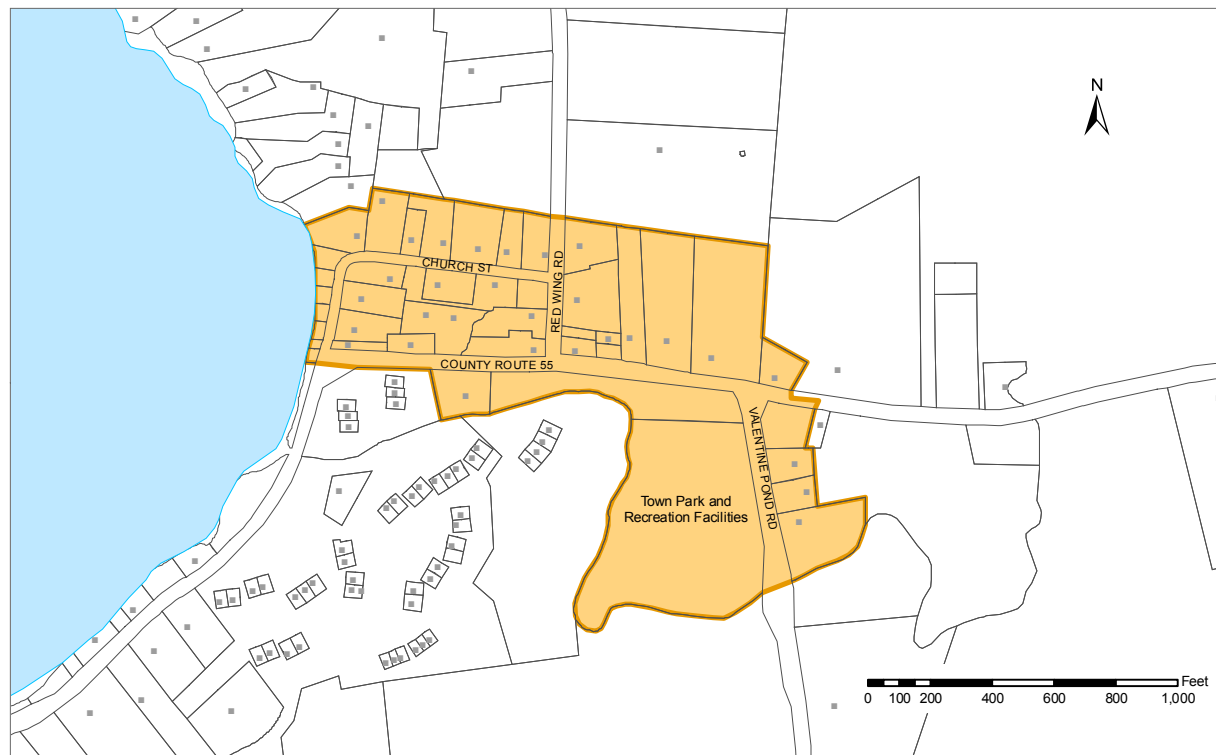 N
CHURCH ST
RED WING RD
COUNTY ROUTE 55
VALENTINE POND RD
Town Park and
Recreation Facilities
Feet
0 100 200 400 600 800 1,000